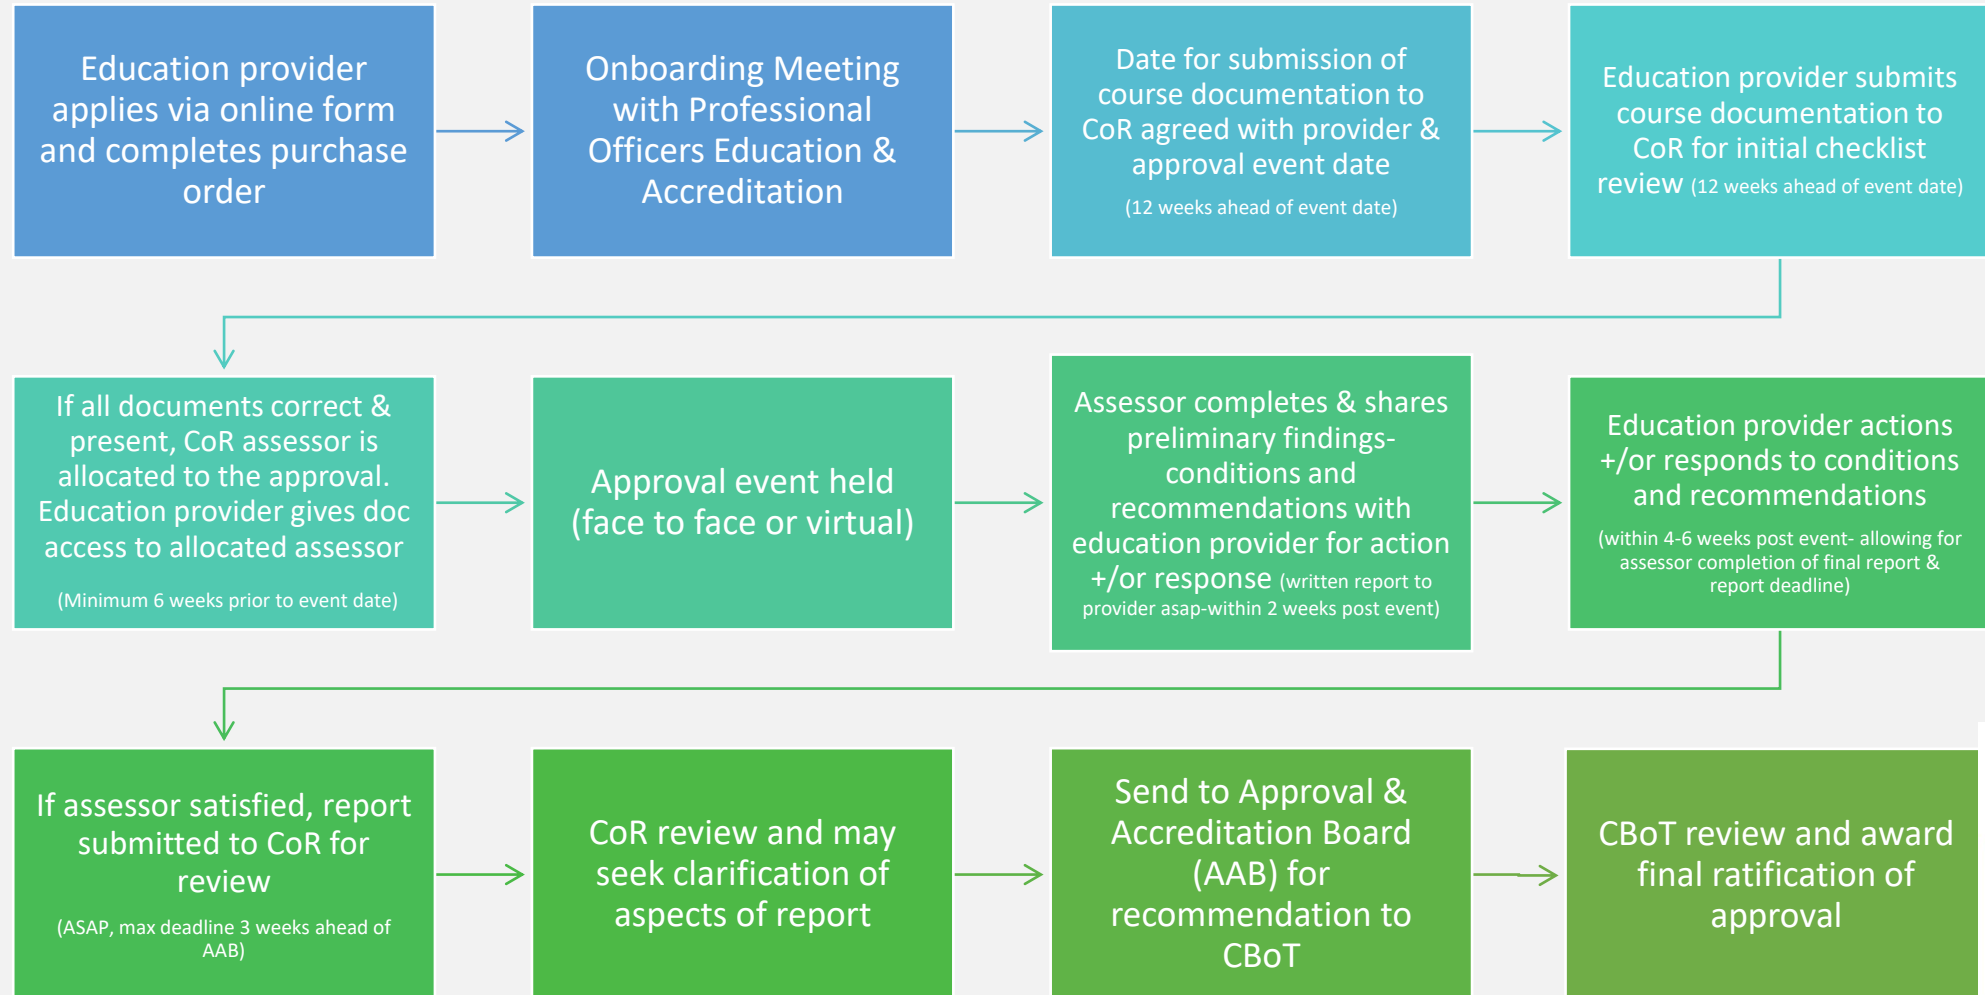 Education provider
applies via online form
and completes purchase
order
Onboarding Meeting
with Professional
Officers Education &
Accreditation
Date for submission of
course documentation to
CoR agreed with provider &
approval event date
(12 weeks ahead of event date)
Education provider submits
course documentation to
CoR for initial checklist
review (12 weeks ahead of event date)
If all documents correct &
present, CoR assessor is
allocated to the approval.
Education provider gives doc
access to allocated assessor
(Minimum 6 weeks prior to event date)
Approval event held
(face to face or virtual)
Assessor completes & shares
preliminary findings-
conditions and
recommendations with
education provider for action
+/or response (written report to
provider asap-within 2 weeks post event)
Education provider actions
+/or responds to conditions
and recommendations
(within 4-6 weeks post event- allowing for
assessor completion of final report &
report deadline)
If assessor satisfied, report
submitted to CoR for
review
(ASAP, max deadline 3 weeks ahead of
AAB)
CoR review and may
seek clarification of
aspects of report
Send to Approval &
Accreditation Board
(AAB) for
recommendation to
CBoT
CBoT review and award
final ratification of
approval